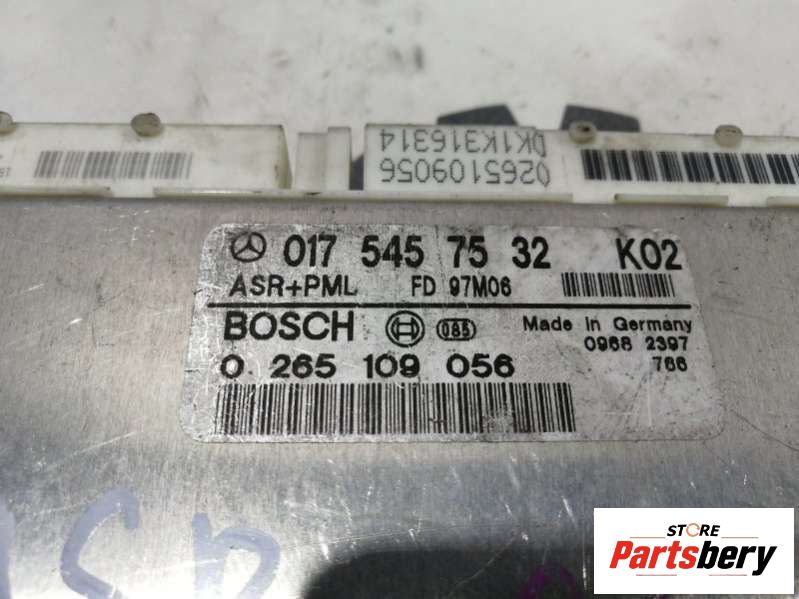 0265109056
DK1K316314
017 545 75 32 K02
ASR+PML FD 97M06
BOSCH 085 Made in Germany
0 265 109 056 0968 2397
766
STORE
Partsbery